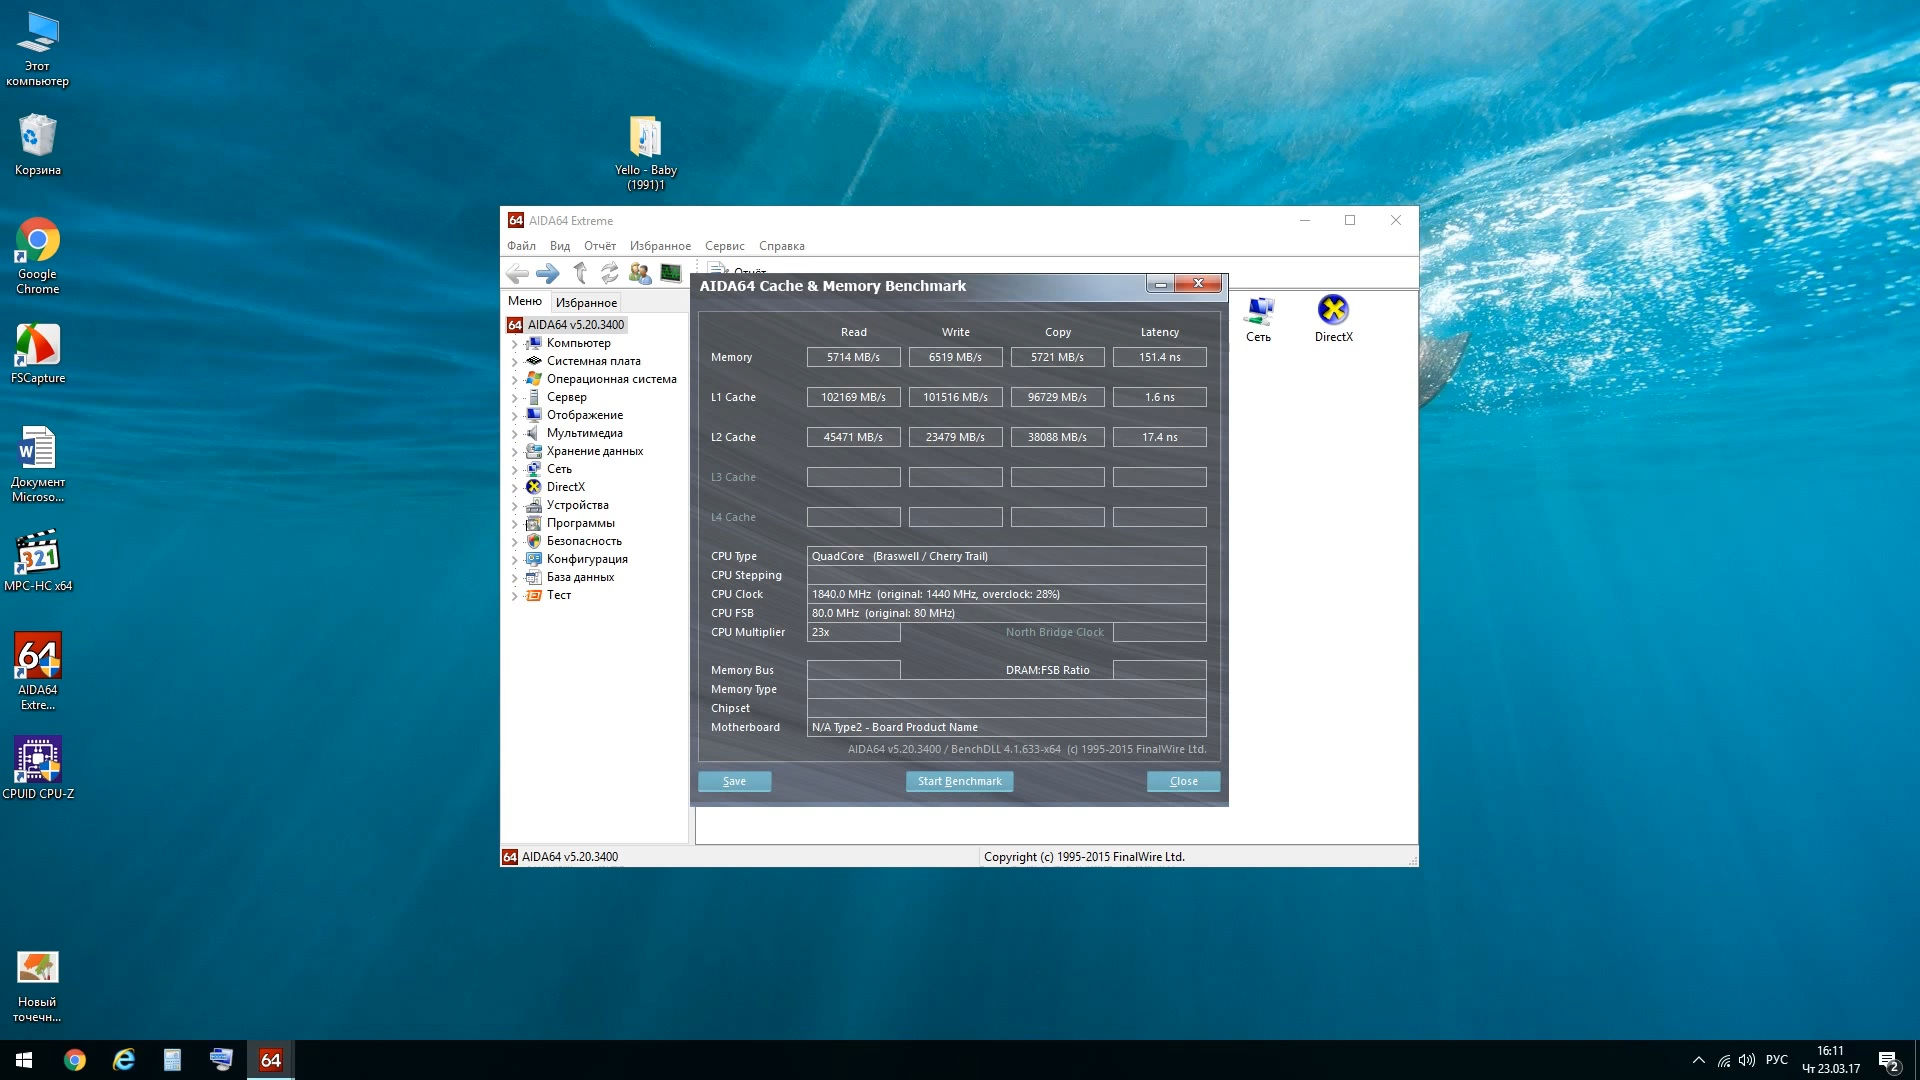 Этот
компьютер
Корзина
Google
Chrome
FSCapture
Документ
Microso...
MPC-HC x64
AIDA64
Extre...
CPUID CPU-Z
Новый
точечн...
Yello - Baby
(1991)1
64 AIDA64 Extreme
Файл Вид Отчёт Избранное Сервис Справка
Отчёт
Меню Избранное
64 AIDA64 v5.20.3400
Компьютер
Системная плата
Операционная система
Сервер
Отображение
Мультимедиа
Хранение данных
Сеть
DirectX
Устройства
Программы
Безопасность
Конфигурация
База данных
Тест
Сеть DirectX
AIDA64 Cache & Memory Benchmark
Read Write Copy Latency
Memory 5714 MB/s 6519 MB/s 5721 MB/s 151.4 ns
L1 Cache 102169 MB/s 101516 MB/s 96729 MB/s 1.6 ns
L2 Cache 45471 MB/s 23479 MB/s 38088 MB/s 17.4 ns
L3 Cache
L4 Cache
CPU Type QuadCore (Braswell / Cherry Trail)
CPU Stepping
CPU Clock 1840.0 MHz (original: 1440 MHz, overclock: 28%)
CPU FSB 80.0 MHz (original: 80 MHz)
CPU Multiplier 23x North Bridge Clock
Memory Bus DRAM:FSB Ratio
Memory Type
Chipset
Motherboard N/A Type2 - Board Product Name
AIDA64 v5.20.3400 / BenchDLL 4.1.633-x64 (c) 1995-2015 FinalWire Ltd.
Save Start Benchmark Close
64 AIDA64 v5.20.3400 Copyright (c) 1995-2015 FinalWire Ltd.
64
РУС
16:11
Чт 23.03.17
2